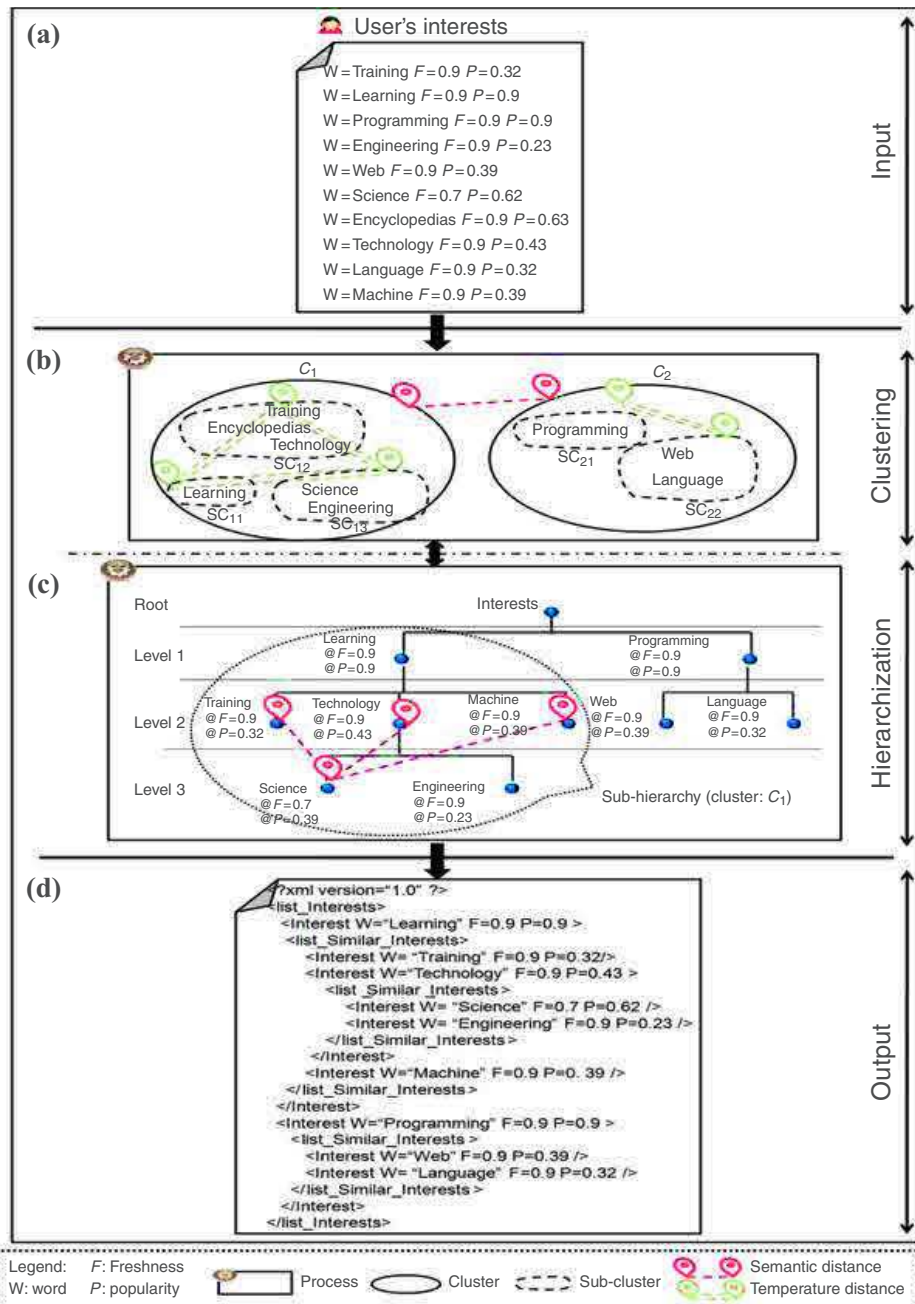 (a)
User's interests
W=Training F=0.9 P=0.32
W=Learning F=0.9 P=0.9
W=Programming F=0.9 P=0.9
W=Engineering F=0.9 P=0.23
W=Web F=0.9 P=0.39
W=Science F=0.7 P=0.62
W=Encyclopedias F=0.9 P=0.63
W=Technology F=0.9 P=0.43
W=Language F=0.9 P=0.32
W=Machine F=0.9 P=0.39
Input
(b)
C1
C2
Training
Encyclopedias
Technology
SC12
Learning
SC11
Science
Engineering
SC13
Programming
SC21
Web
Language
SC22
Clustering
(c)
Root
Interests
Level 1
Learning
@F=0.9
@P=0.9
Programming
@F=0.9
@P=0.9
Level 2
Training
@F=0.9
@P=0.32
Technology
@F=0.9
@P=0.43
Machine
@F=0.9
@P=0.39
Web
@F=0.9
@P=0.39
Language
@F=0.9
@P=0.32
Level 3
Science
@F=0.7
@P=0.39
Engineering
@F=0.9
@P=0.23
Sub-hierarchy (cluster: C1)
Hierarchization
(d)
?xml version="1.0" ?>
<list_Interests>
<Interest W="Learning" F=0.9 P=0.9 >
<list_Similar_Interests>
<Interest W= "Training" F=0.9 P=0.32/>
<Interest W="Technology" F=0.9 P=0.43 >
<list_Similar_Interests >
<Interest W= "Science" F=0.7 P=0.62 />
<Interest W= "Engineering" F=0.9 P=0.23 />
</list_Similar_Interests >
</Interest>
<Interest W="Machine" F=0.9 P=0. 39 />
</list_Similar_Interests>
</Interest>
<Interest W="Programming" F=0.9 P=0.9 >
<list_Similar_Interests >
<Interest W="Web" F=0.9 P=0.39 />
<Interest W= "Language" F=0.9 P=0.32 />
</list_Similar_Interests >
</Interest>
</list_Interests>
Output
Legend:
F: Freshness
W: word
P: popularity
Process
Cluster
Sub-cluster
Semantic distance
Temperature distance